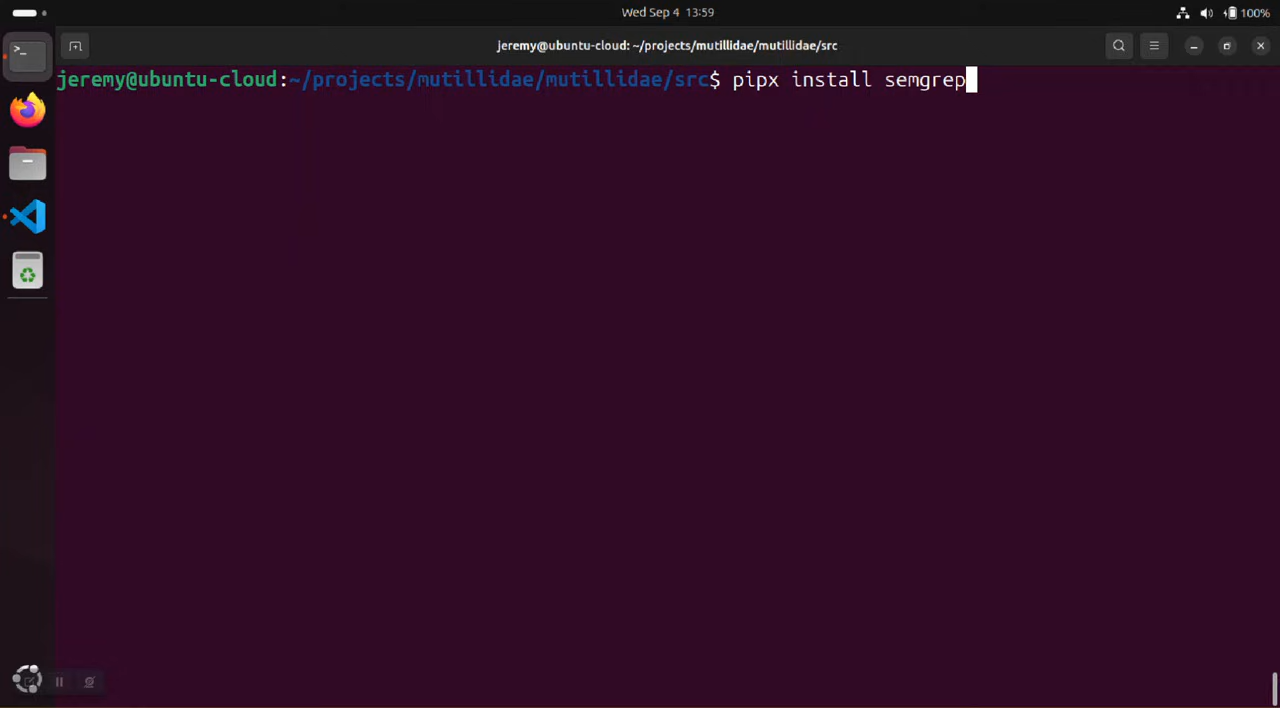 Wed Sep 4 13:59
100%
jeremy@ubuntu-cloud: ~/projects/mutillidae/mutillidae/src
jeremy@ubuntu-cloud:~/projects/mutillidae/mutillidae/src$ pipx install semgrep